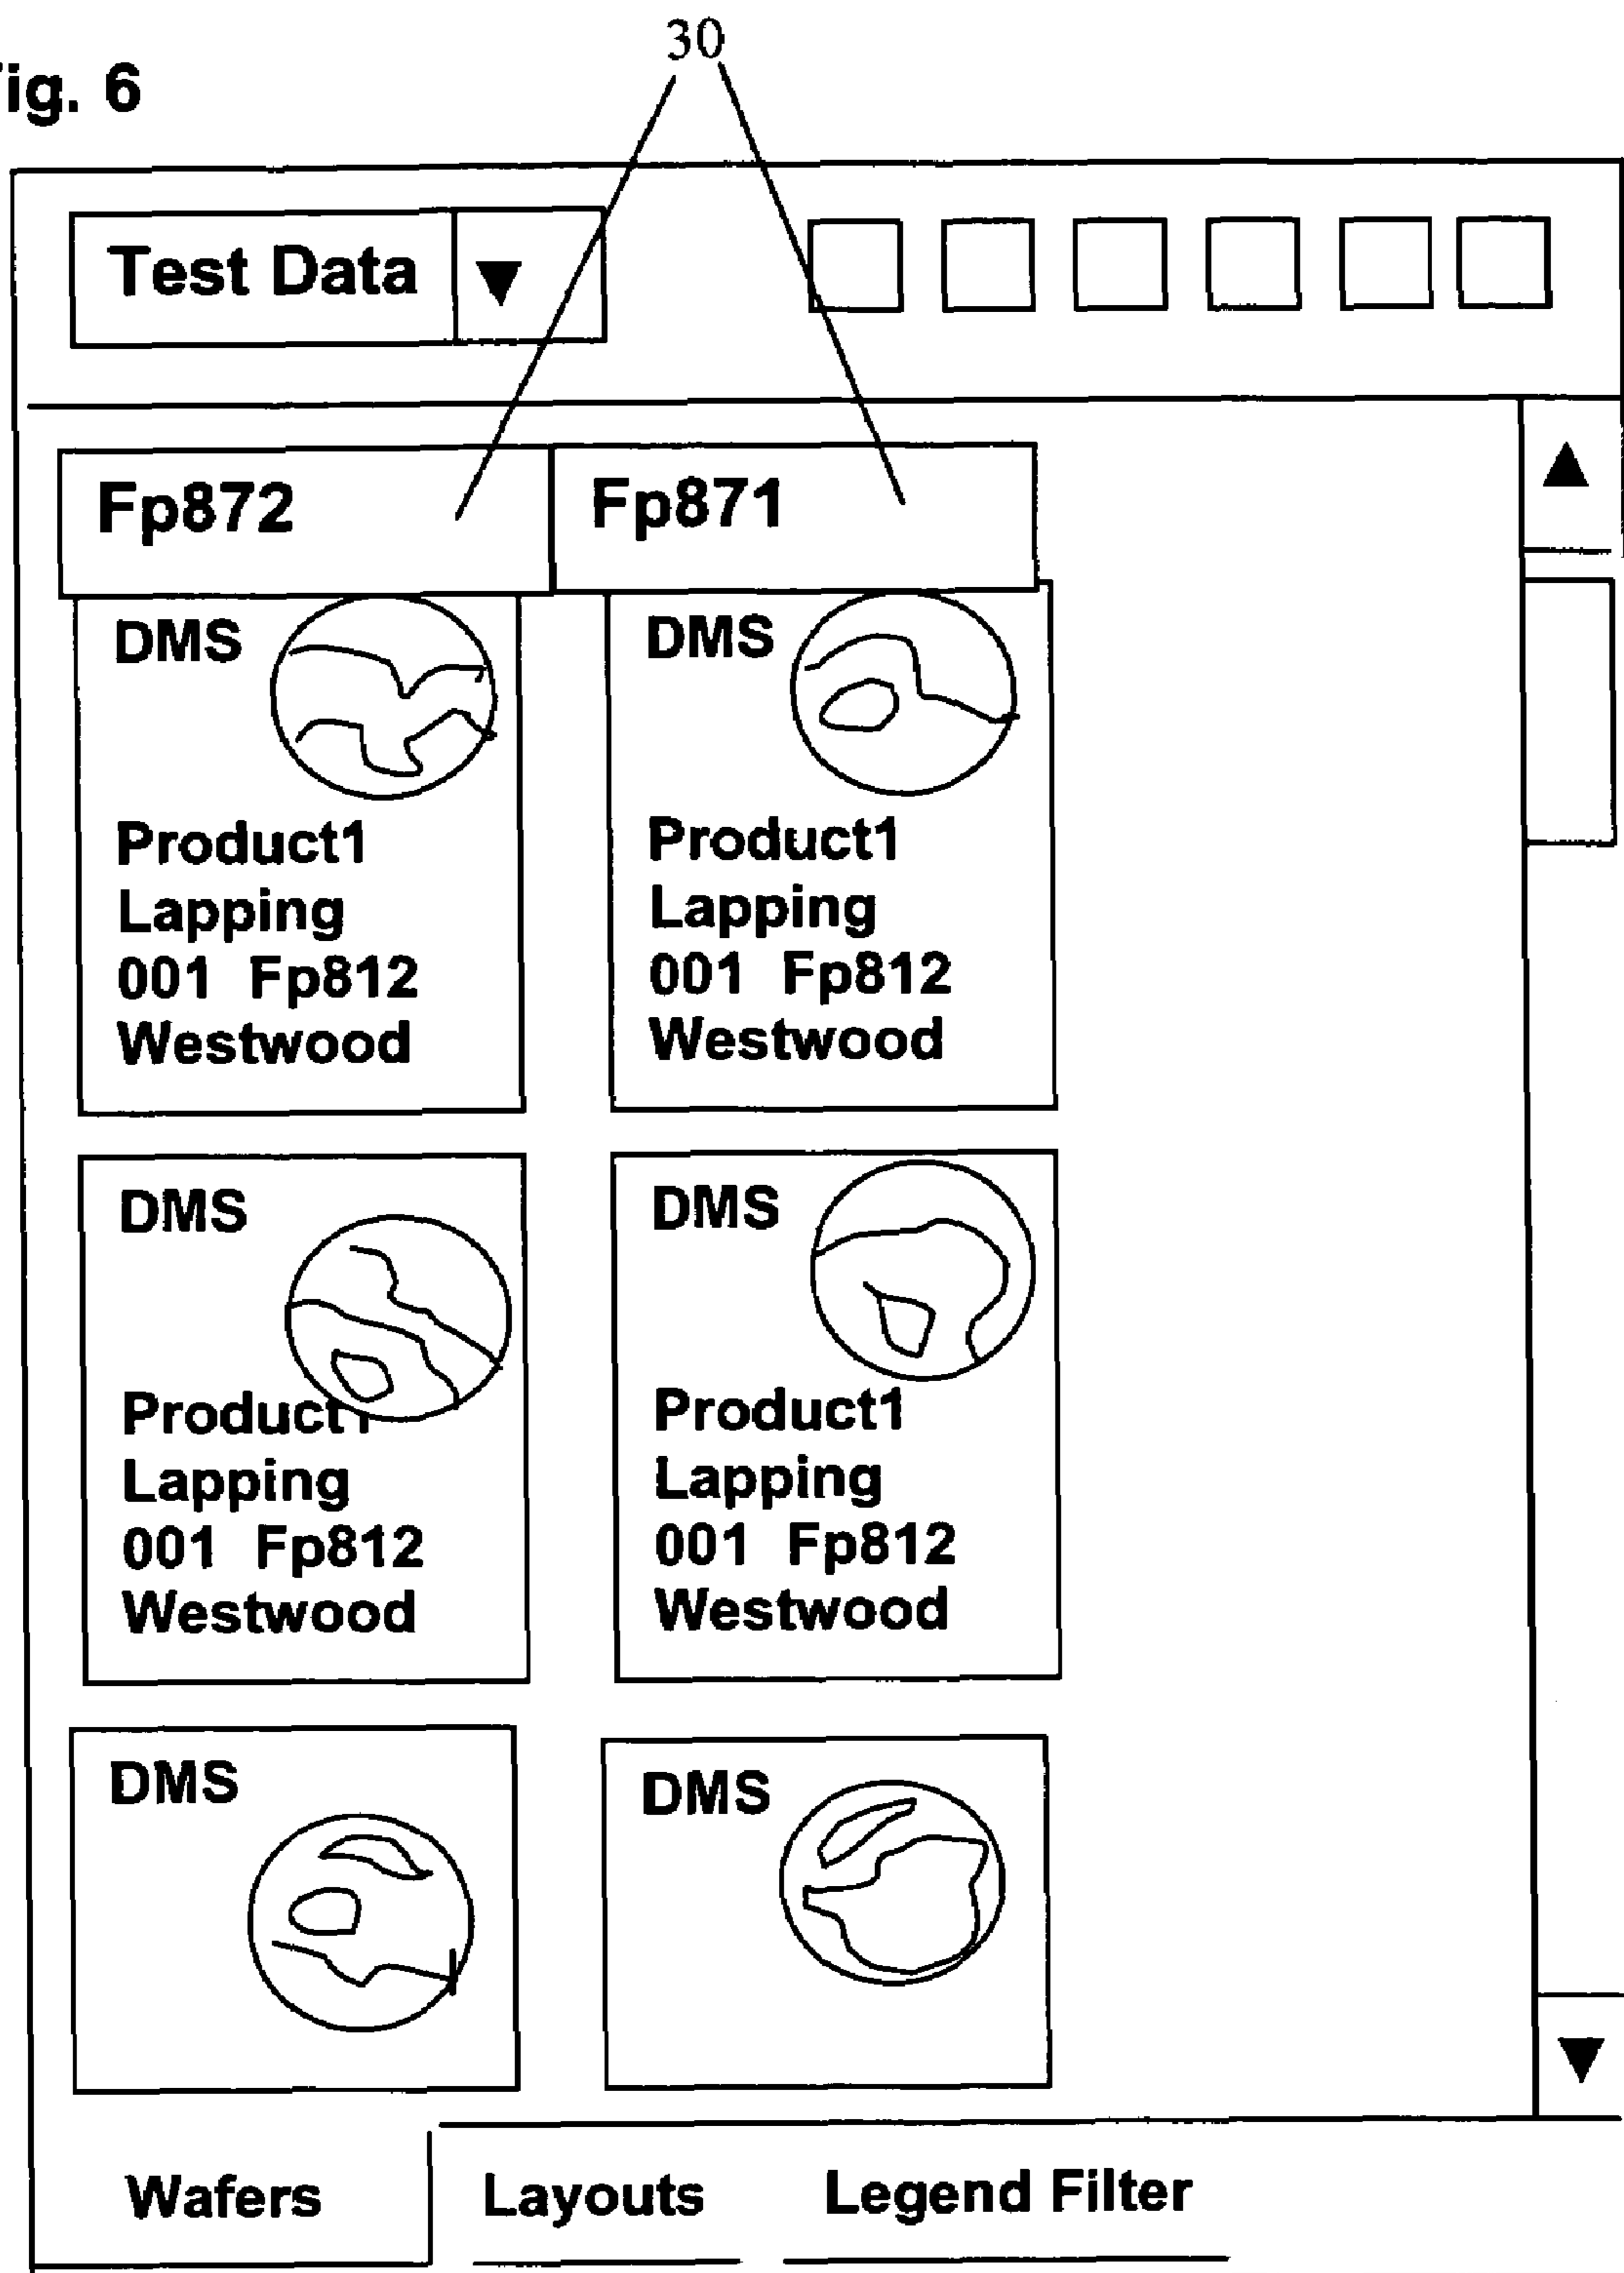 30
ig. 6
Test Data
Fp872 Fp871
DMS DMS
Product1 Product1
Lapping Lapping
001 Fp812 001 Fp812
Westwood Westwood
DMS DMS
Product1 Product1
Lapping Lapping
001 Fp812 001 Fp812
Westwood Westwood
DMS DMS
Wafers Layouts Legend Filter